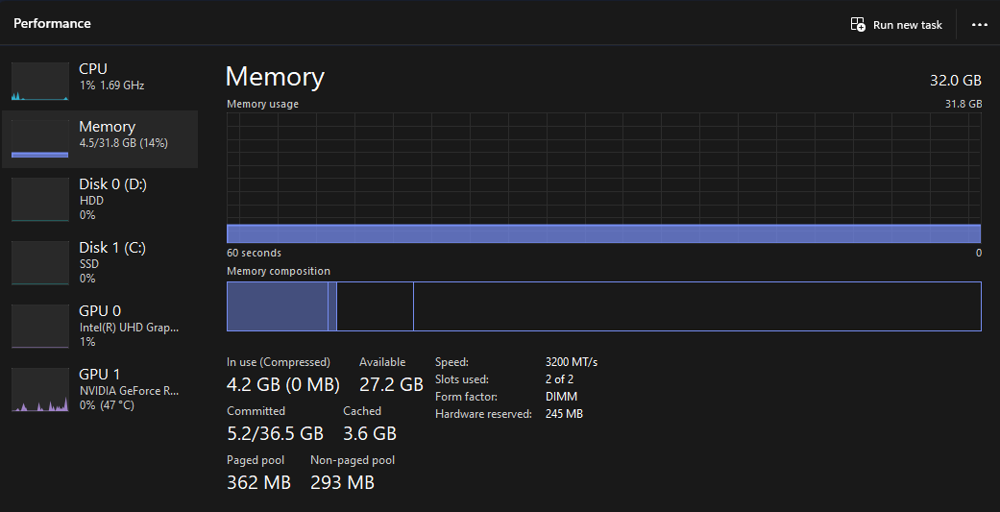 Performance
Run new task
CPU
1% 1.69 GHz
Memory
4.5/31.8 GB (14%)
Disk 0 (D:)
HDD
0%
Disk 1 (C:)
SSD
0%
GPU 0
Intel(R) UHD Grap...
1%
GPU 1
NVIDIA GeForce R...
0% (47 °C)
Memory
32.0 GB
Memory usage
31.8 GB
60 seconds
0
Memory composition
In use (Compressed)
Available
4.2 GB (0 MB)
27.2 GB
Committed
Cached
5.2/36.5 GB
3.6 GB
Paged pool
Non-paged pool
362 MB
293 MB
Speed: 3200 MT/s
Slots used: 2 of 2
Form factor: DIMM
Hardware reserved: 245 MB